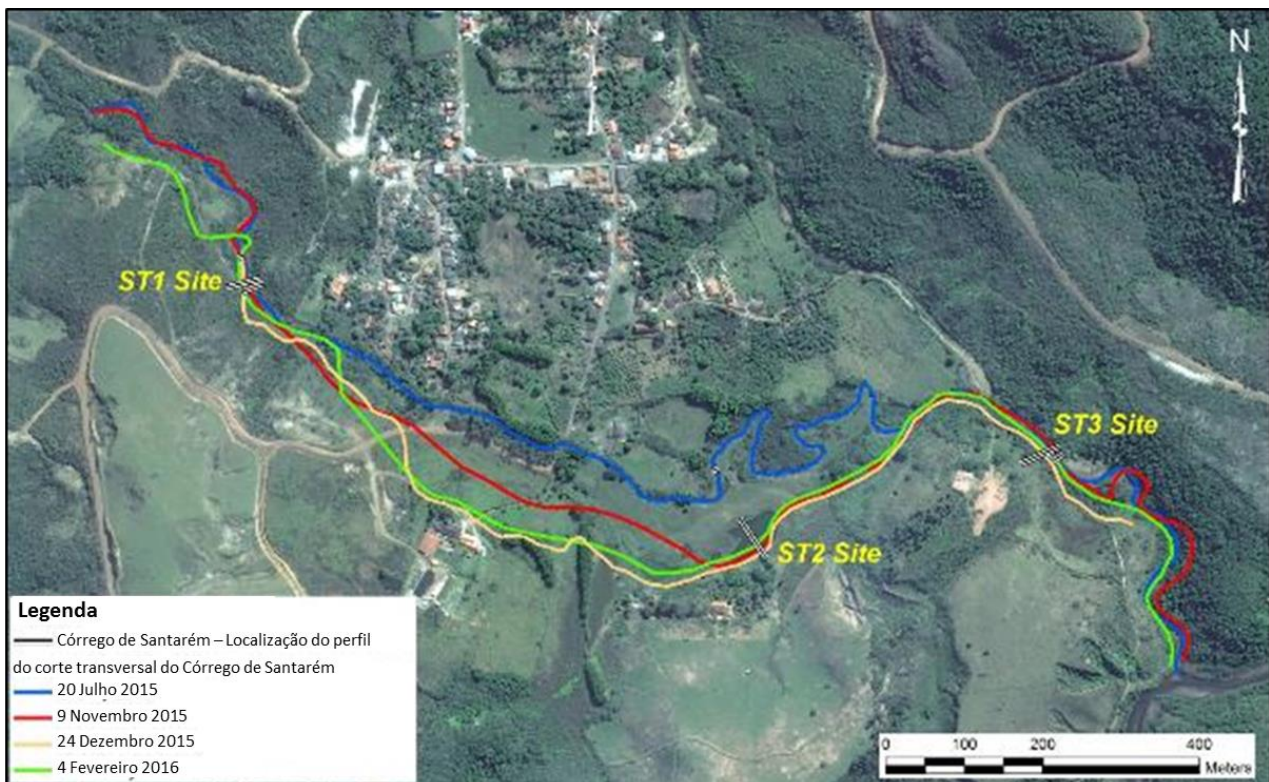 N
ST1 Site
ST3 Site
ST2 Site
Legenda
Córrego de Santarém – Localização do perfil
do corte transversal do Córrego de Santarém
20 Julho 2015
9 Novembro 2015
24 Dezembro 2015
4 Fevereiro 2016
0 100 200 400
Meters